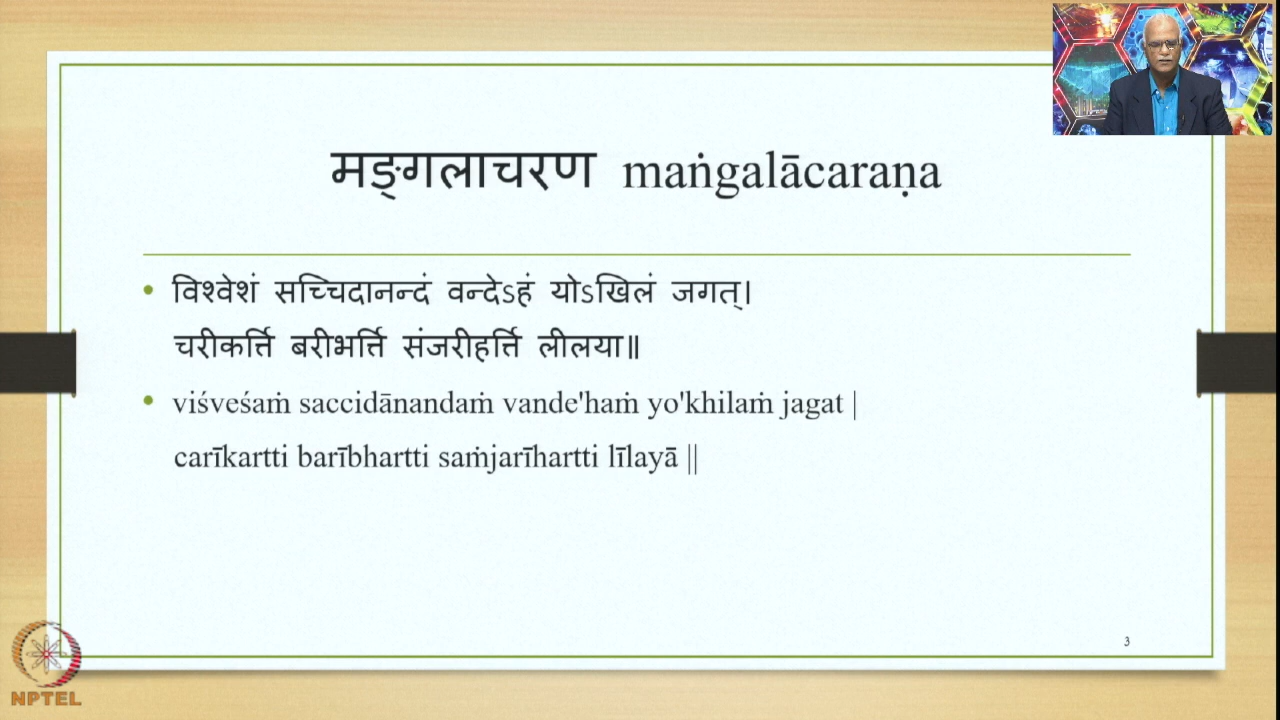 मङ्गलाचरण maṅgalācaraṇa
• विश्वेशं सच्चिदानन्दं वन्देऽहं योऽखिलं जगत्।
चरीकर्त्ति बरीभर्त्ति संजरीहर्त्ति लीलया॥
• viśveśaṁ saccidānandaṁ vande'haṁ yo'khilaṁ jagat |
carīkartti barībhartti saṁjarīhartti līlayā ||
3
NPTEL